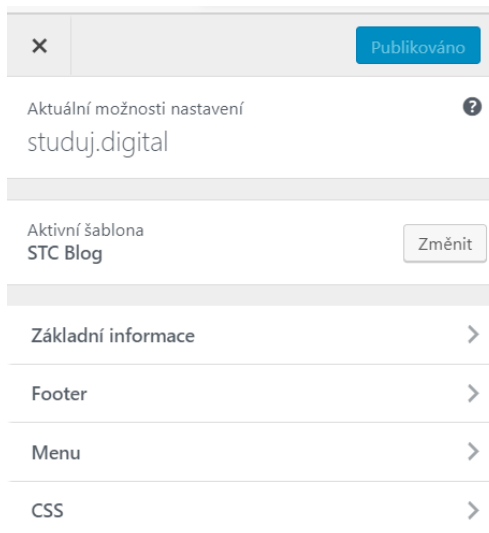 Publikováno
Aktuální možnosti nastavení
studuj.digital
Aktivní šablona
STC Blog
Změnit
Základní informace
Footer
Menu
CSS